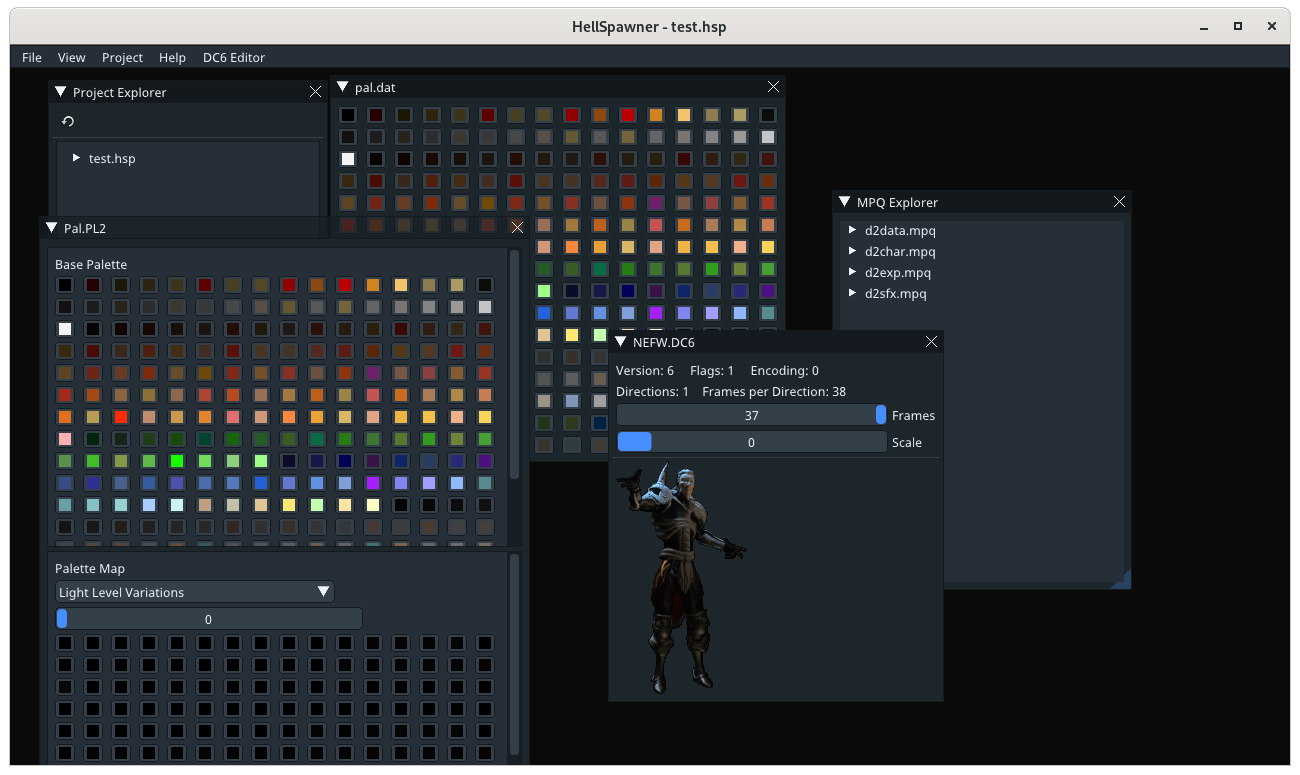 HellSpawner - test.hsp
File View Project Help DC6 Editor
Project Explorer
test.hsp
pal.dat
Pal.PL2
Base Palette
Palette Map
Light Level Variations
0
MPQ Explorer
d2data.mpq
d2char.mpq
d2exp.mpq
d2sfx.mpq
NEFW.DC6
Version: 6 Flags: 1 Encoding: 0
Directions: 1 Frames per Direction: 38
37 Frames
0 Scale